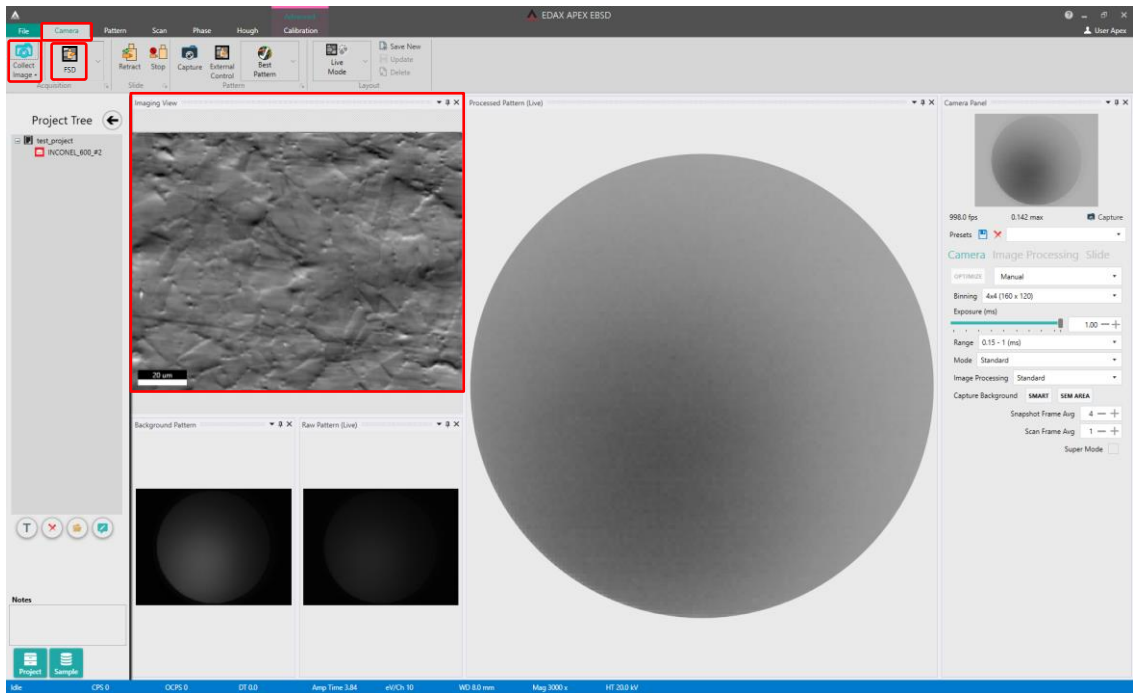 EDAX APEX EBSD
Advanced
File Camera Pattern Scan Phase Hough Calibration User Apex
Collect Image
FSD
Retract Stop
Capture
External Control
Best Pattern
Live Mode
Save New
Update
Delete
Acquisition Slide Pattern Layout
Project Tree
test_project
INCONEL_600_#2
T
Notes
Project Sample
Imaging View
20 um
Background Pattern
Raw Pattern (Live)
Processed Pattern (Live)
Camera Panel
998.0 fps 0.142 max Capture
Presets
Camera Image Processing Slide
OPTIMIZE Manual
Binning 4x4 (160 x 120)
Exposure (ms)
1.00
Range 0.15 - 1 (ms)
Mode Standard
Image Processing Standard
Capture Background SMART SEM AREA
Snapshot Frame Avg 4
Scan Frame Avg 1
Super Mode
Idle CPS 0 OCPS 0 DT 0.0 Amp Time 3.84 eV/Ch 10 WD 8.0 mm Mag 3000 x HT 20.0 kV